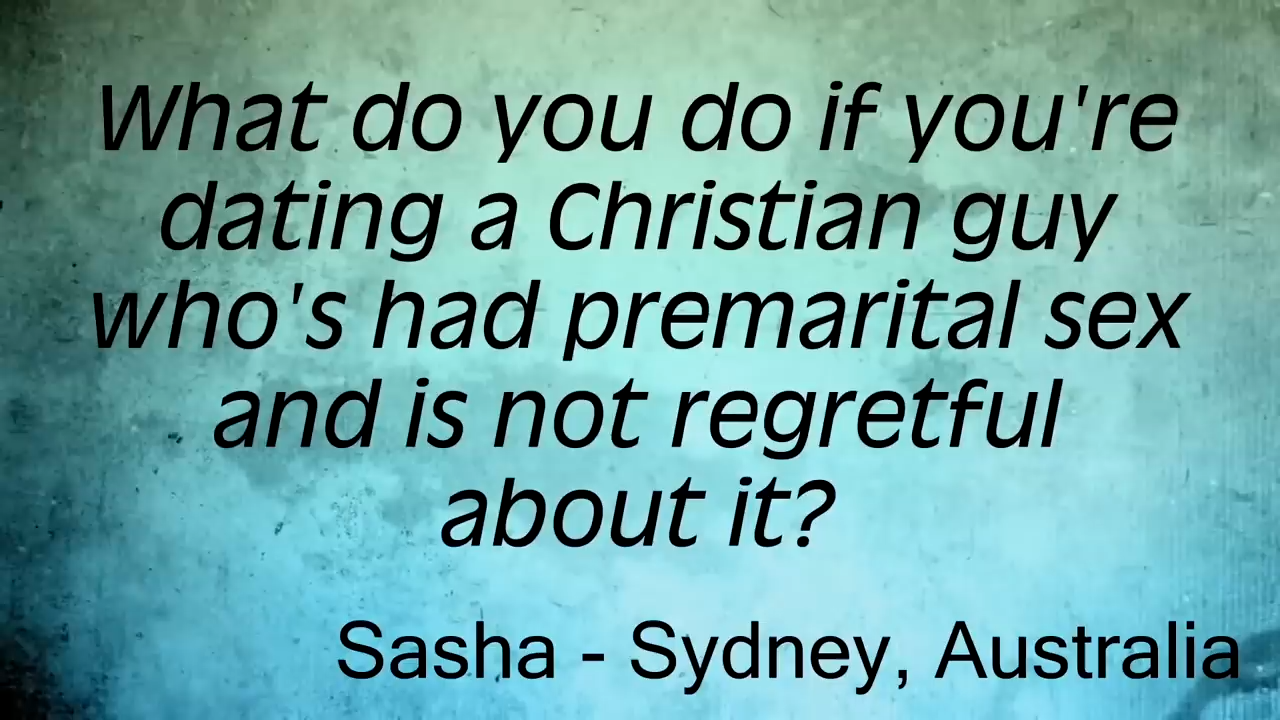 What do you do if you're
dating a Christian guy
who's had premarital sex
and is not regretful
about it?
Sasha - Sydney, Australia